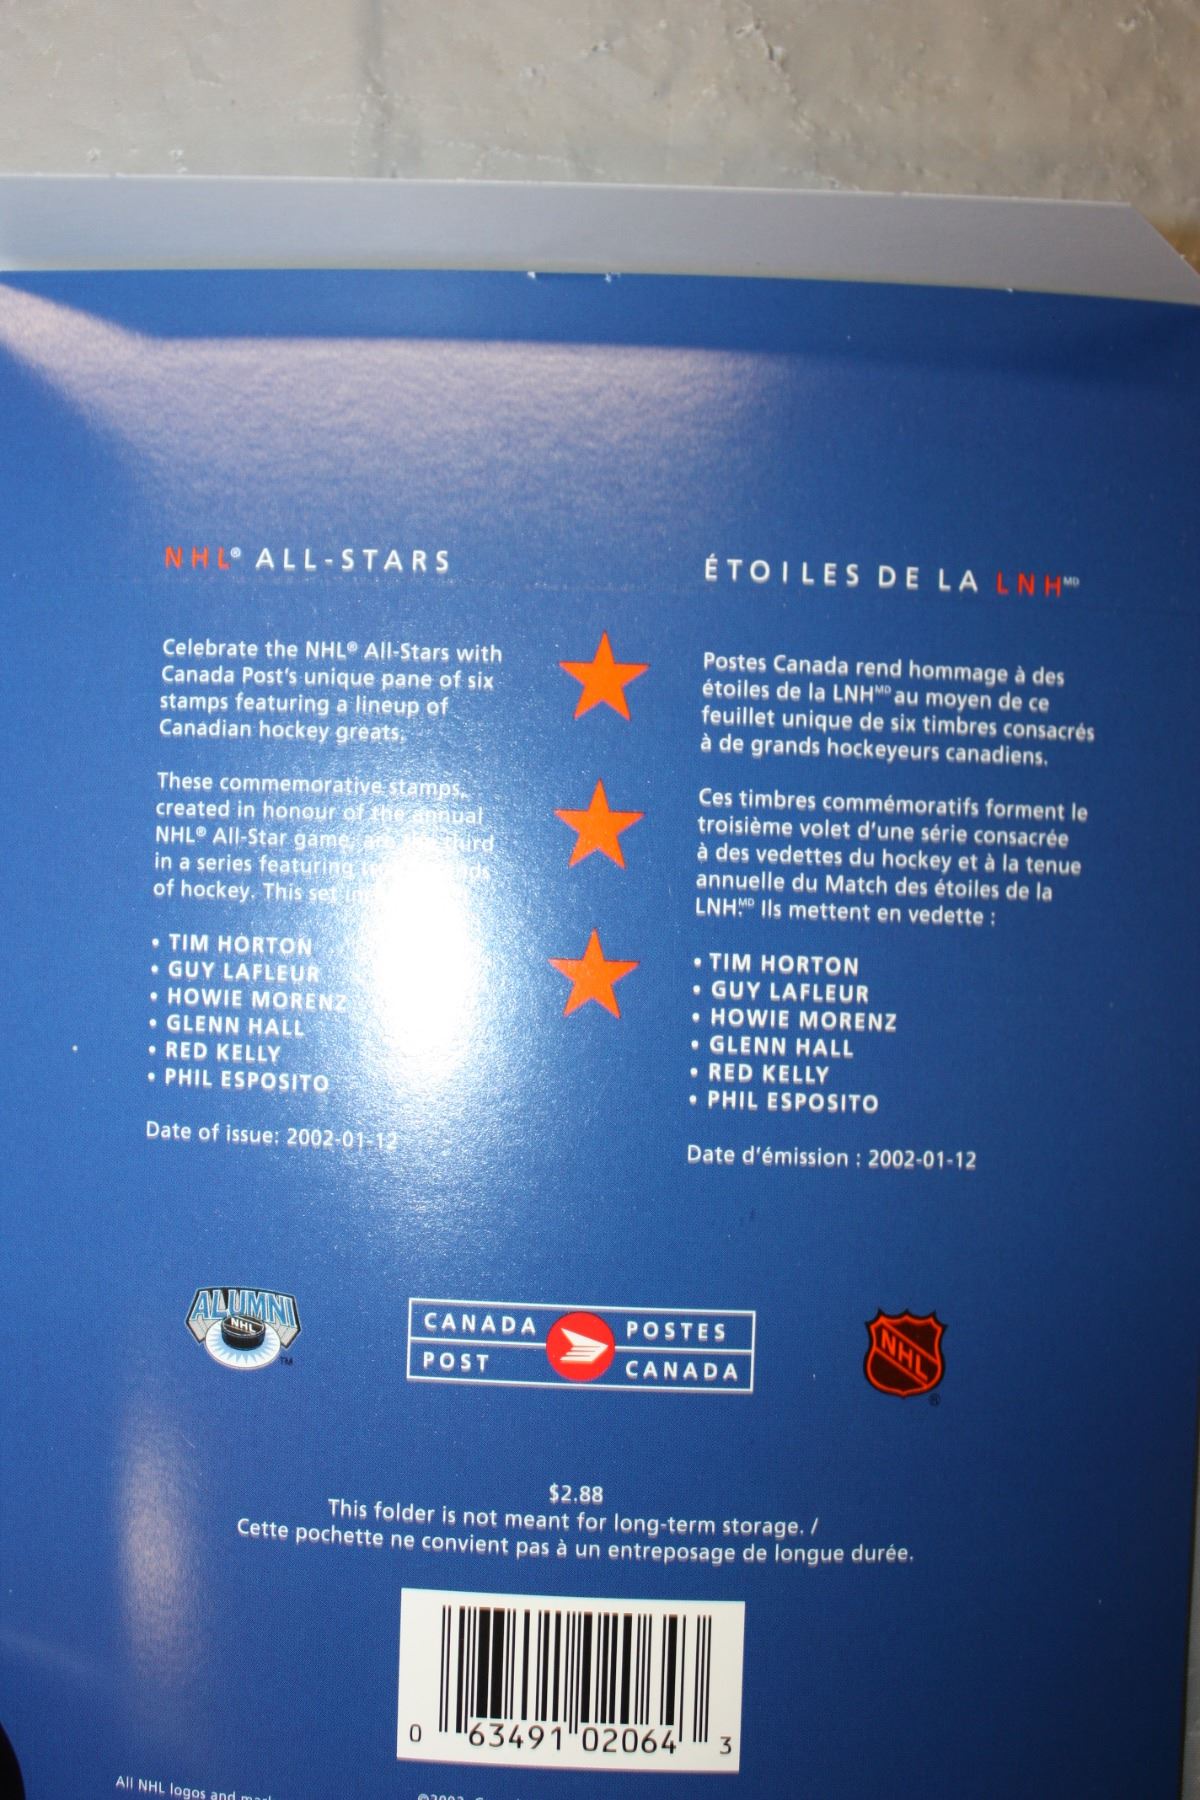 NHL® ALL-STARS
Celebrate the NHL® All-Stars with
Canada Post's unique pane of six
stamps featuring a lineup of
Canadian hockey greats.
These commemorative stamps,
created in honour of the annual
NHL® All-Star game, are the third
in a series featuring
of hockey. This set
• TIM HORTON
• GUY LAFLEUR
• HOWIE MORENZ
• GLENN HALL
• RED KELLY
• PHIL ESPOSITO
Date of issue: 2002-01-12
ÉTOILES DE LA LNHMD
Postes Canada rend hommage à des
étoiles de la LNHMD au moyen de ce
feuillet unique de six timbres consacrés
à de grands hockeyeurs canadiens.
Ces timbres commémoratifs forment le
troisième volet d'une série consacrée
à des vedettes du hockey et à la tenue
annuelle du Match des étoiles de la
LNH.MD Ils mettent en vedette :
• TIM HORTON
• GUY LAFLEUR
• HOWIE MORENZ
• GLENN HALL
• RED KELLY
• PHIL ESPOSITO
Date d'émission : 2002-01-12
ALUMNI
NHL
TM
CANADA
POST
POSTES
CANADA
NHL
®
$2.88
This folder is not meant for long-term storage. /
Cette pochette ne convient pas à un entreposage de longue durée.
0 63491 02064 3
All NHL logos and